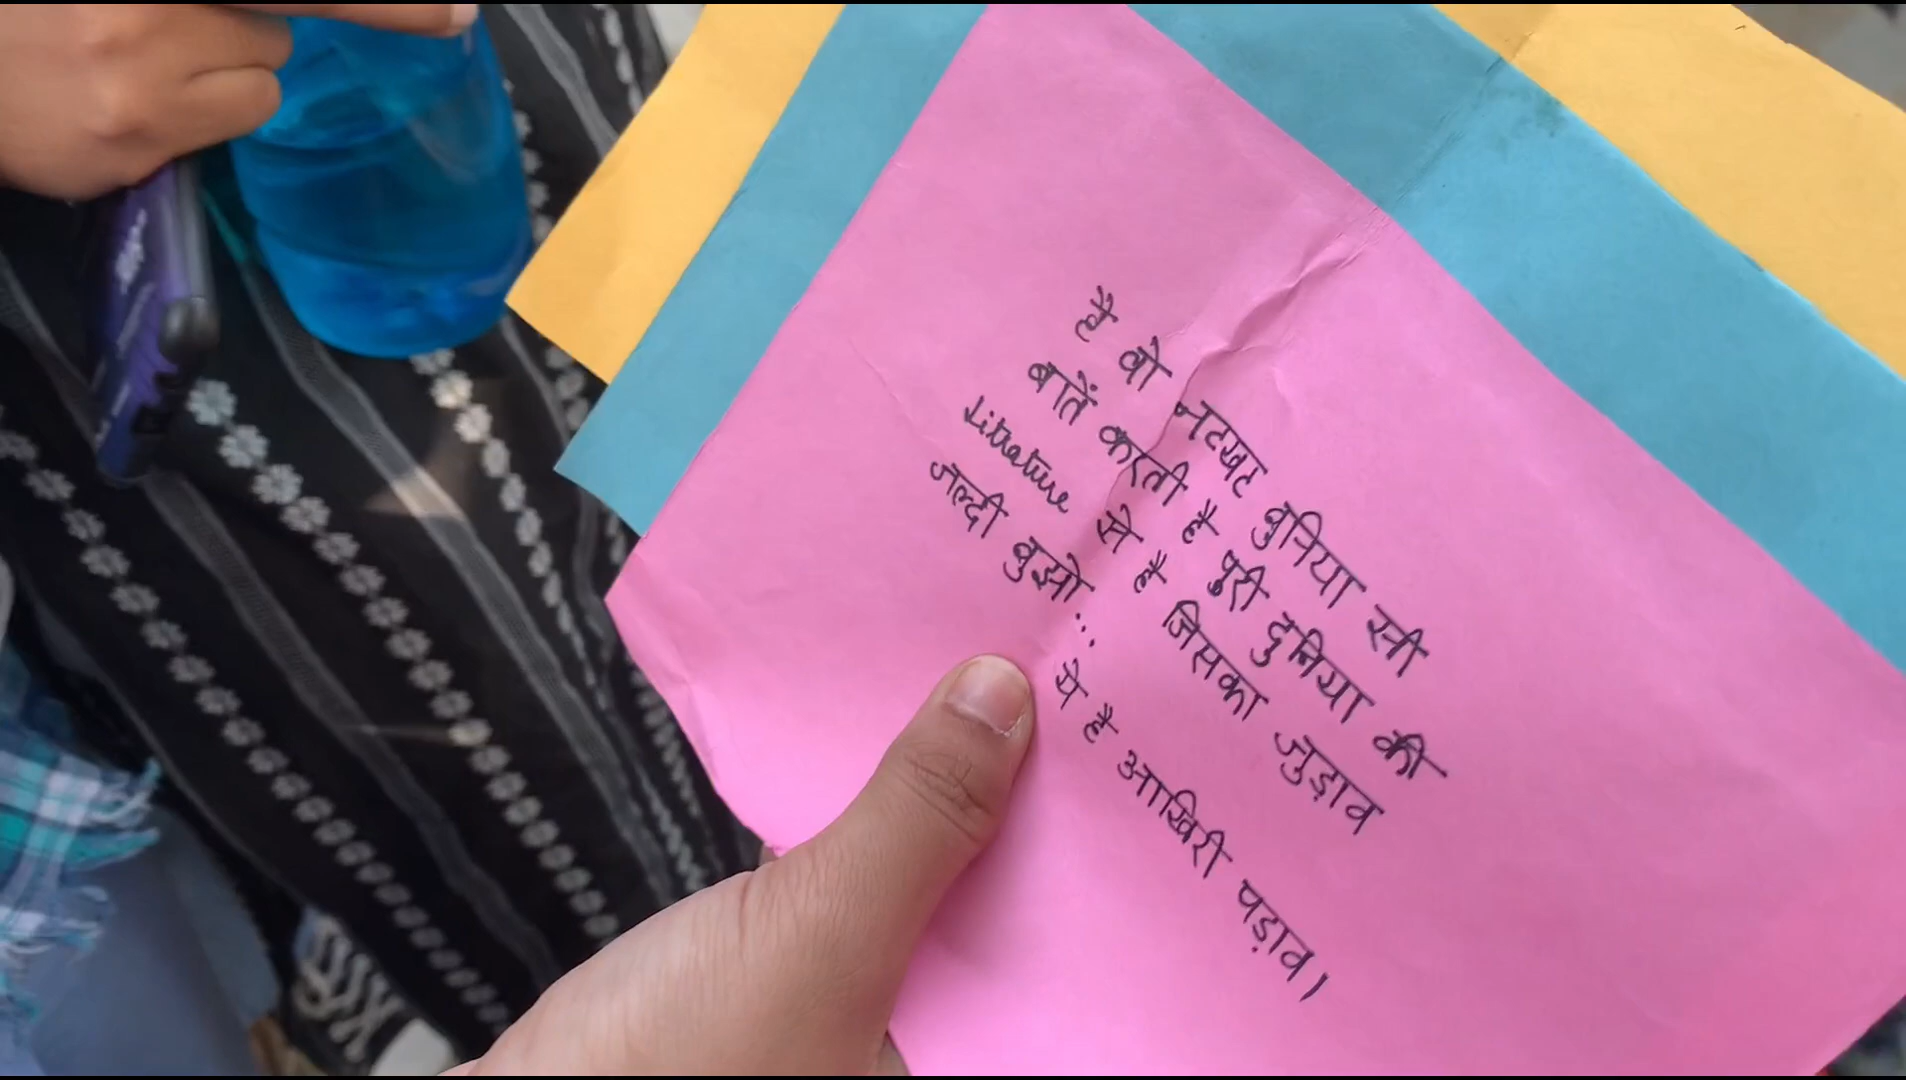 है वो नटखट बुनिया सी
बातें करती है पूरी दुनिया की
Litrature से है जिसका जुड़ाव
जल्दी बुझो... ये है आखिरी पड़ाव।